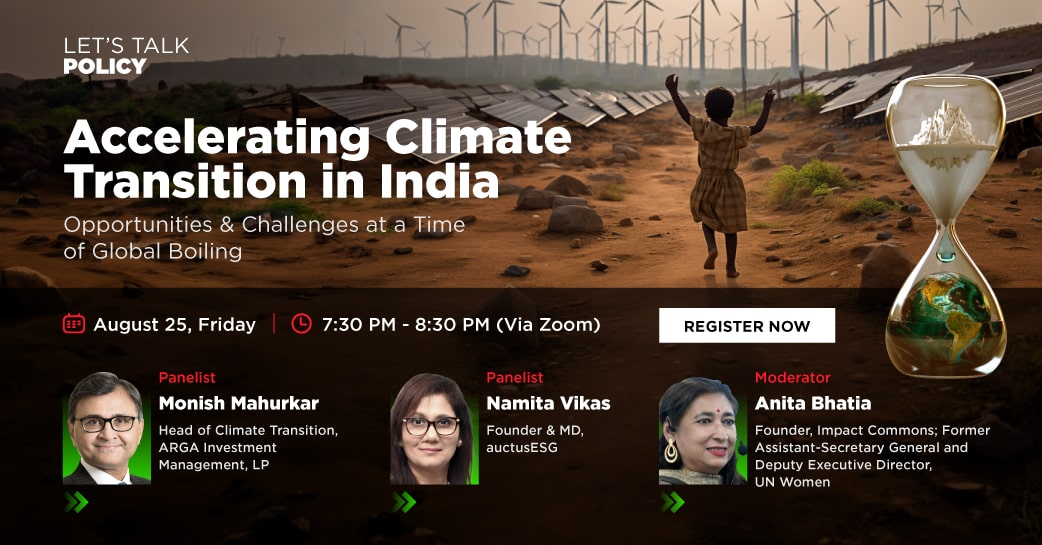 LET'S TALK
POLICY
Accelerating Climate
Transition in India
Opportunities & Challenges at a Time
of Global Boiling
August 25, Friday
7:30 PM - 8:30 PM (Via Zoom)
REGISTER NOW
Panelist
Monish Mahurkar
Head of Climate Transition,
ARGA Investment
Management, LP
Panelist
Namita Vikas
Founder & MD,
auctusESG
Moderator
Anita Bhatia
Founder, Impact Commons; Former
Assistant-Secretary General and
Deputy Executive Director,
UN Women